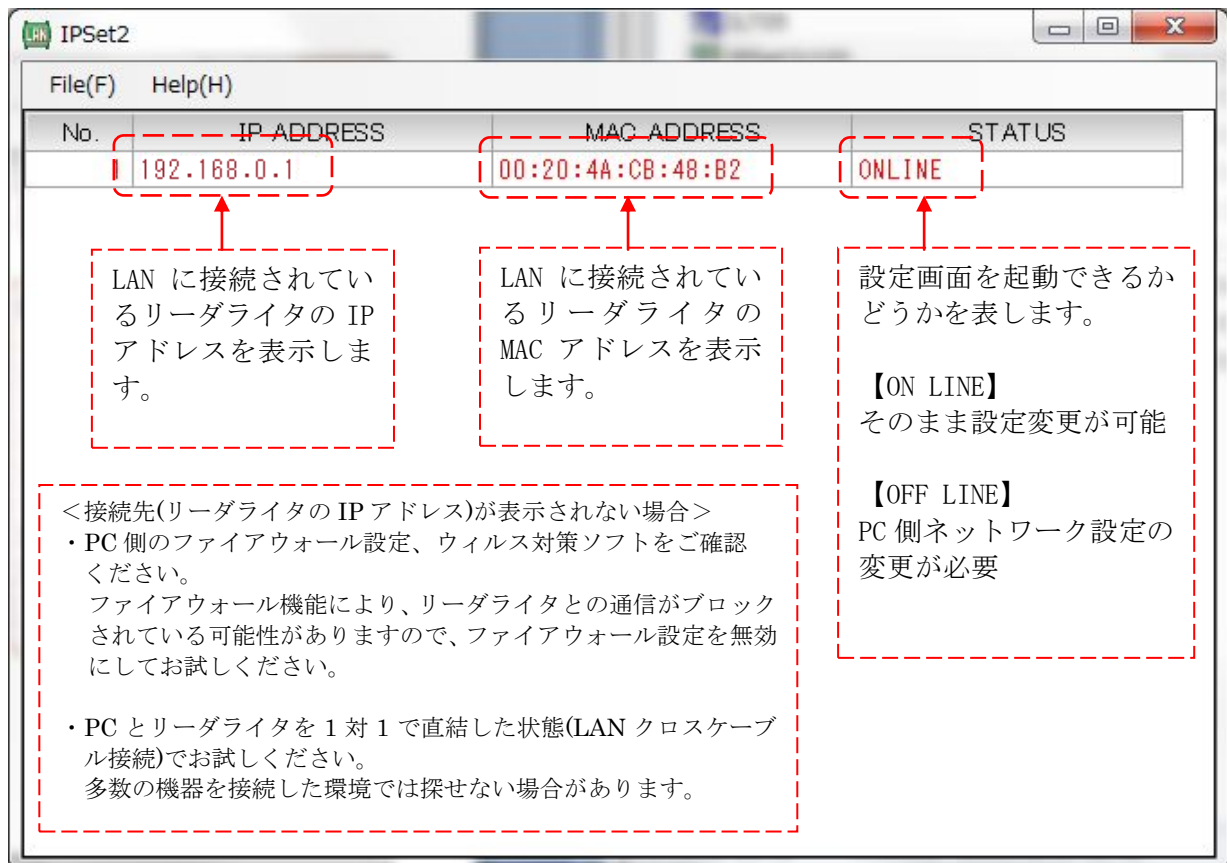 IPSet2
File(F) Help(H)
No. IP ADDRESS MAC ADDRESS STATUS
1 192.168.0.1 00:20:4A:CB:48:B2 ONLINE
LAN に接続されてい
るリーダライタの IP
アドレスを表示しま
す。
LAN に接続されてい
るリーダライタの
MAC アドレスを表示
します。
設定画面を起動できるか
どうかを表します。
【ON LINE】
そのまま設定変更が可能
【OFF LINE】
PC 側ネットワーク設定の
変更が必要
＜接続先(リーダライタの IP アドレス)が表示されない場合＞
・PC 側のファイアウォール設定、ウィルス対策ソフトをご確認
ください。
ファイアウォール機能により、リーダライタとの通信がブロック
されている可能性がありますので、ファイアウォール設定を無効
にしてお試しください。
・PC とリーダライタを 1 対 1 で直結した状態(LAN クロスケーブ
ル接続)でお試しください。
多数の機器を接続した環境では探せない場合があります。